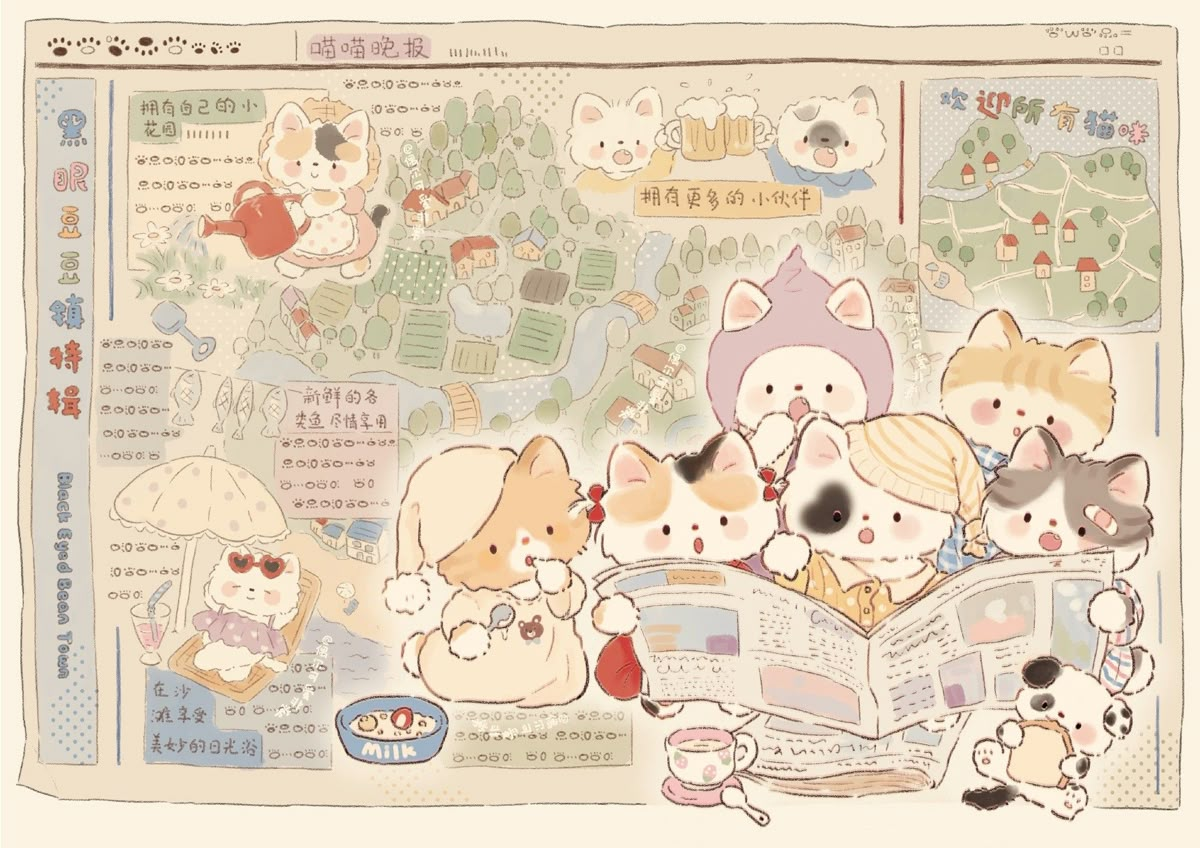 喵喵晚报
黑眼豆豆镇特辑
Black Eyed Bean Town
拥有自己的小
花园
拥有更多的小伙伴
欢迎所有猫咪
新鲜的各
类鱼尽情享用
在沙
滩享受
美妙的日光浴
Milk